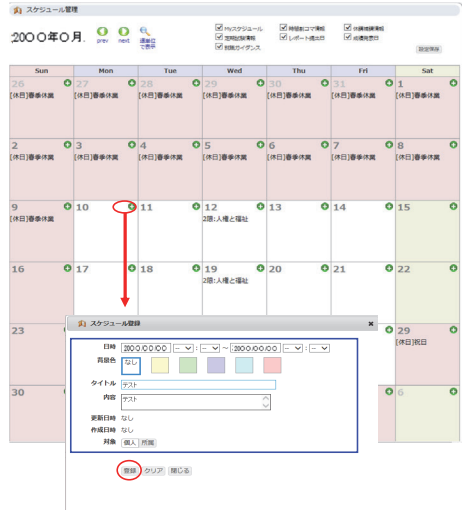 スケジュール管理
20〇〇年〇月
prev next 週単位で表示
Myスケジュール 時間割コマ情報 休講補講情報
定期試験情報 レポート提出日 成績発表日
就職ガイダンス
設定保存
Sun Mon Tue Wed Thu Fri Sat
26 27 28 29 30 31 1
[休日]春季休業 [休日]春季休業 [休日]春季休業 [休日]春季休業 [休日]春季休業 [休日]春季休業 [休日]春季休業
2 3 4 5 6 7 8
[休日]春季休業 [休日]春季休業 [休日]春季休業 [休日]春季休業 [休日]春季休業 [休日]春季休業 [休日]春季休業
9 10 11 12 13 14 15
[休日]春季休業 2限:人権と福祉
16 17 18 19 20 21 22
2限:人権と福祉
23 29
[休日]祝日
30 6
スケジュール登録 ×
日時 20〇〇/〇〇/〇〇 -- : -- ~ 20〇〇/〇〇/〇〇 -- : --
背景色 なし
タイトル テスト
内容 テスト
更新日時 なし
作成日時 なし
対象 個人 所属
登録 クリア 閉じる